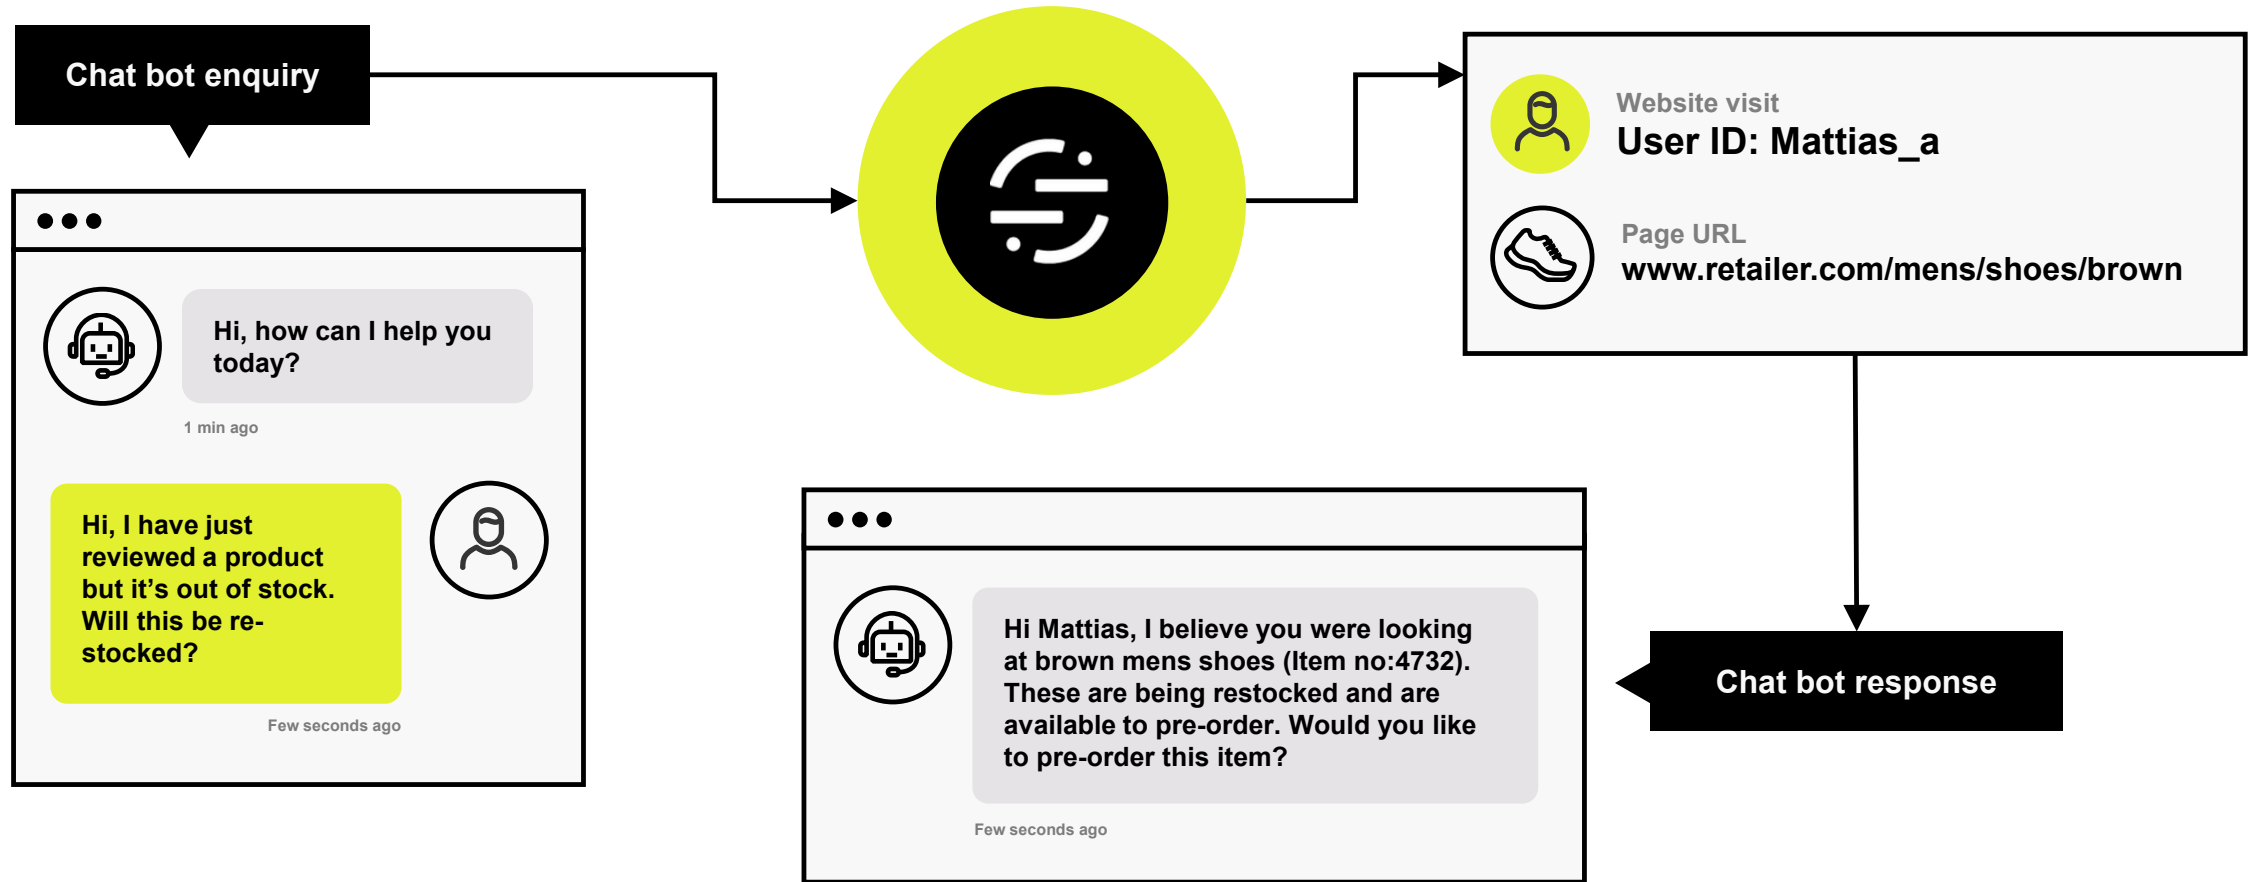 Chat bot enquiry
Hi, how can I help you
today?
1 min ago
Hi, I have just
reviewed a product
but it’s out of stock.
Will this be re-
stocked?
Few seconds ago
Website visit
User ID: Mattias_a
Page URL
www.retailer.com/mens/shoes/brown
Chat bot response
Hi Mattias, I believe you were looking
at brown mens shoes (Item no:4732).
These are being restocked and are
available to pre-order. Would you like
to pre-order this item?
Few seconds ago